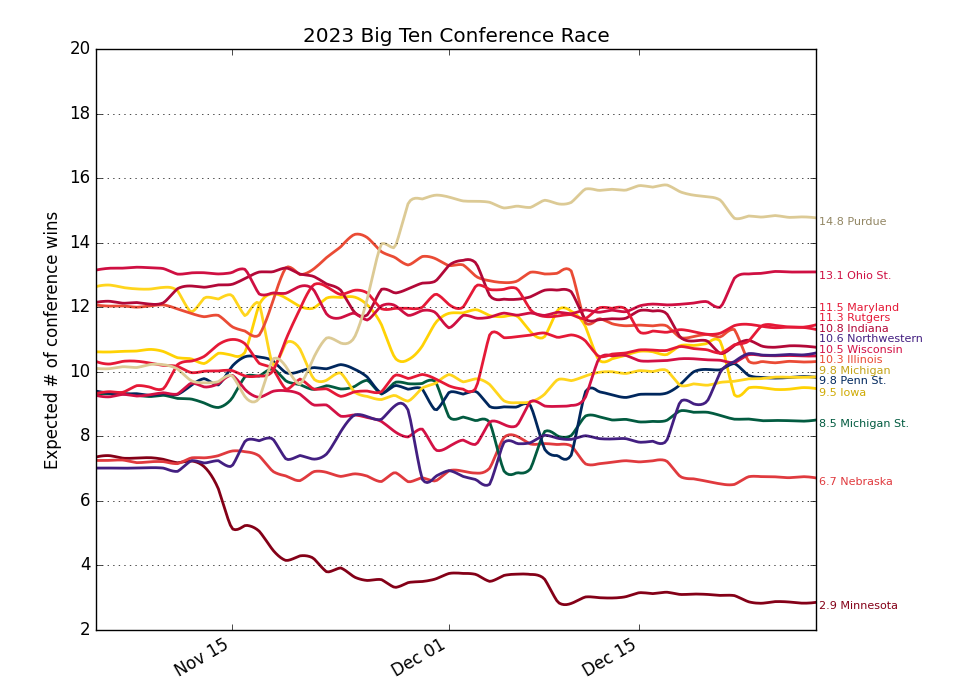 2023 Big Ten Conference Race
Expected # of conference wins
20
18
16
14
12
10
8
6
4
2
Nov 15
Dec 01
Dec 15
14.8 Purdue
13.1 Ohio St.
11.5 Maryland
11.3 Rutgers
10.8 Indiana
10.6 Northwestern
10.5 Wisconsin
10.3 Illinois
9.8 Michigan
9.8 Penn St.
9.5 Iowa
8.5 Michigan St.
6.7 Nebraska
2.9 Minnesota